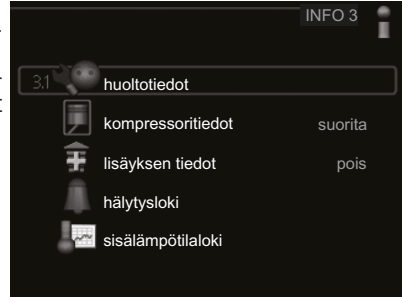 INFO 3
3.1 huoltotiedot
kompressoritiedot suorita
lisäyksen tiedot pois
hälytysloki
sisälämpötilaloki